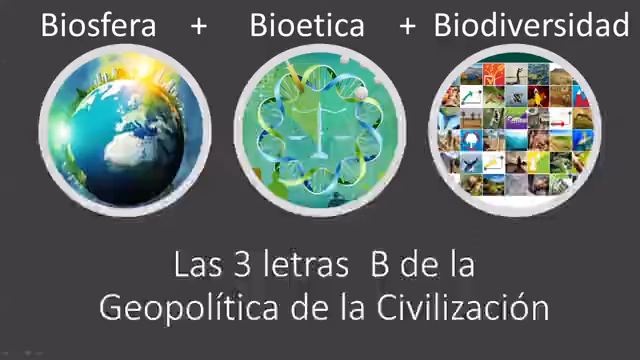 Biosfera + Bioetica + Biodiversidad
Las 3 letras B de la
Geopolítica de la Civilización